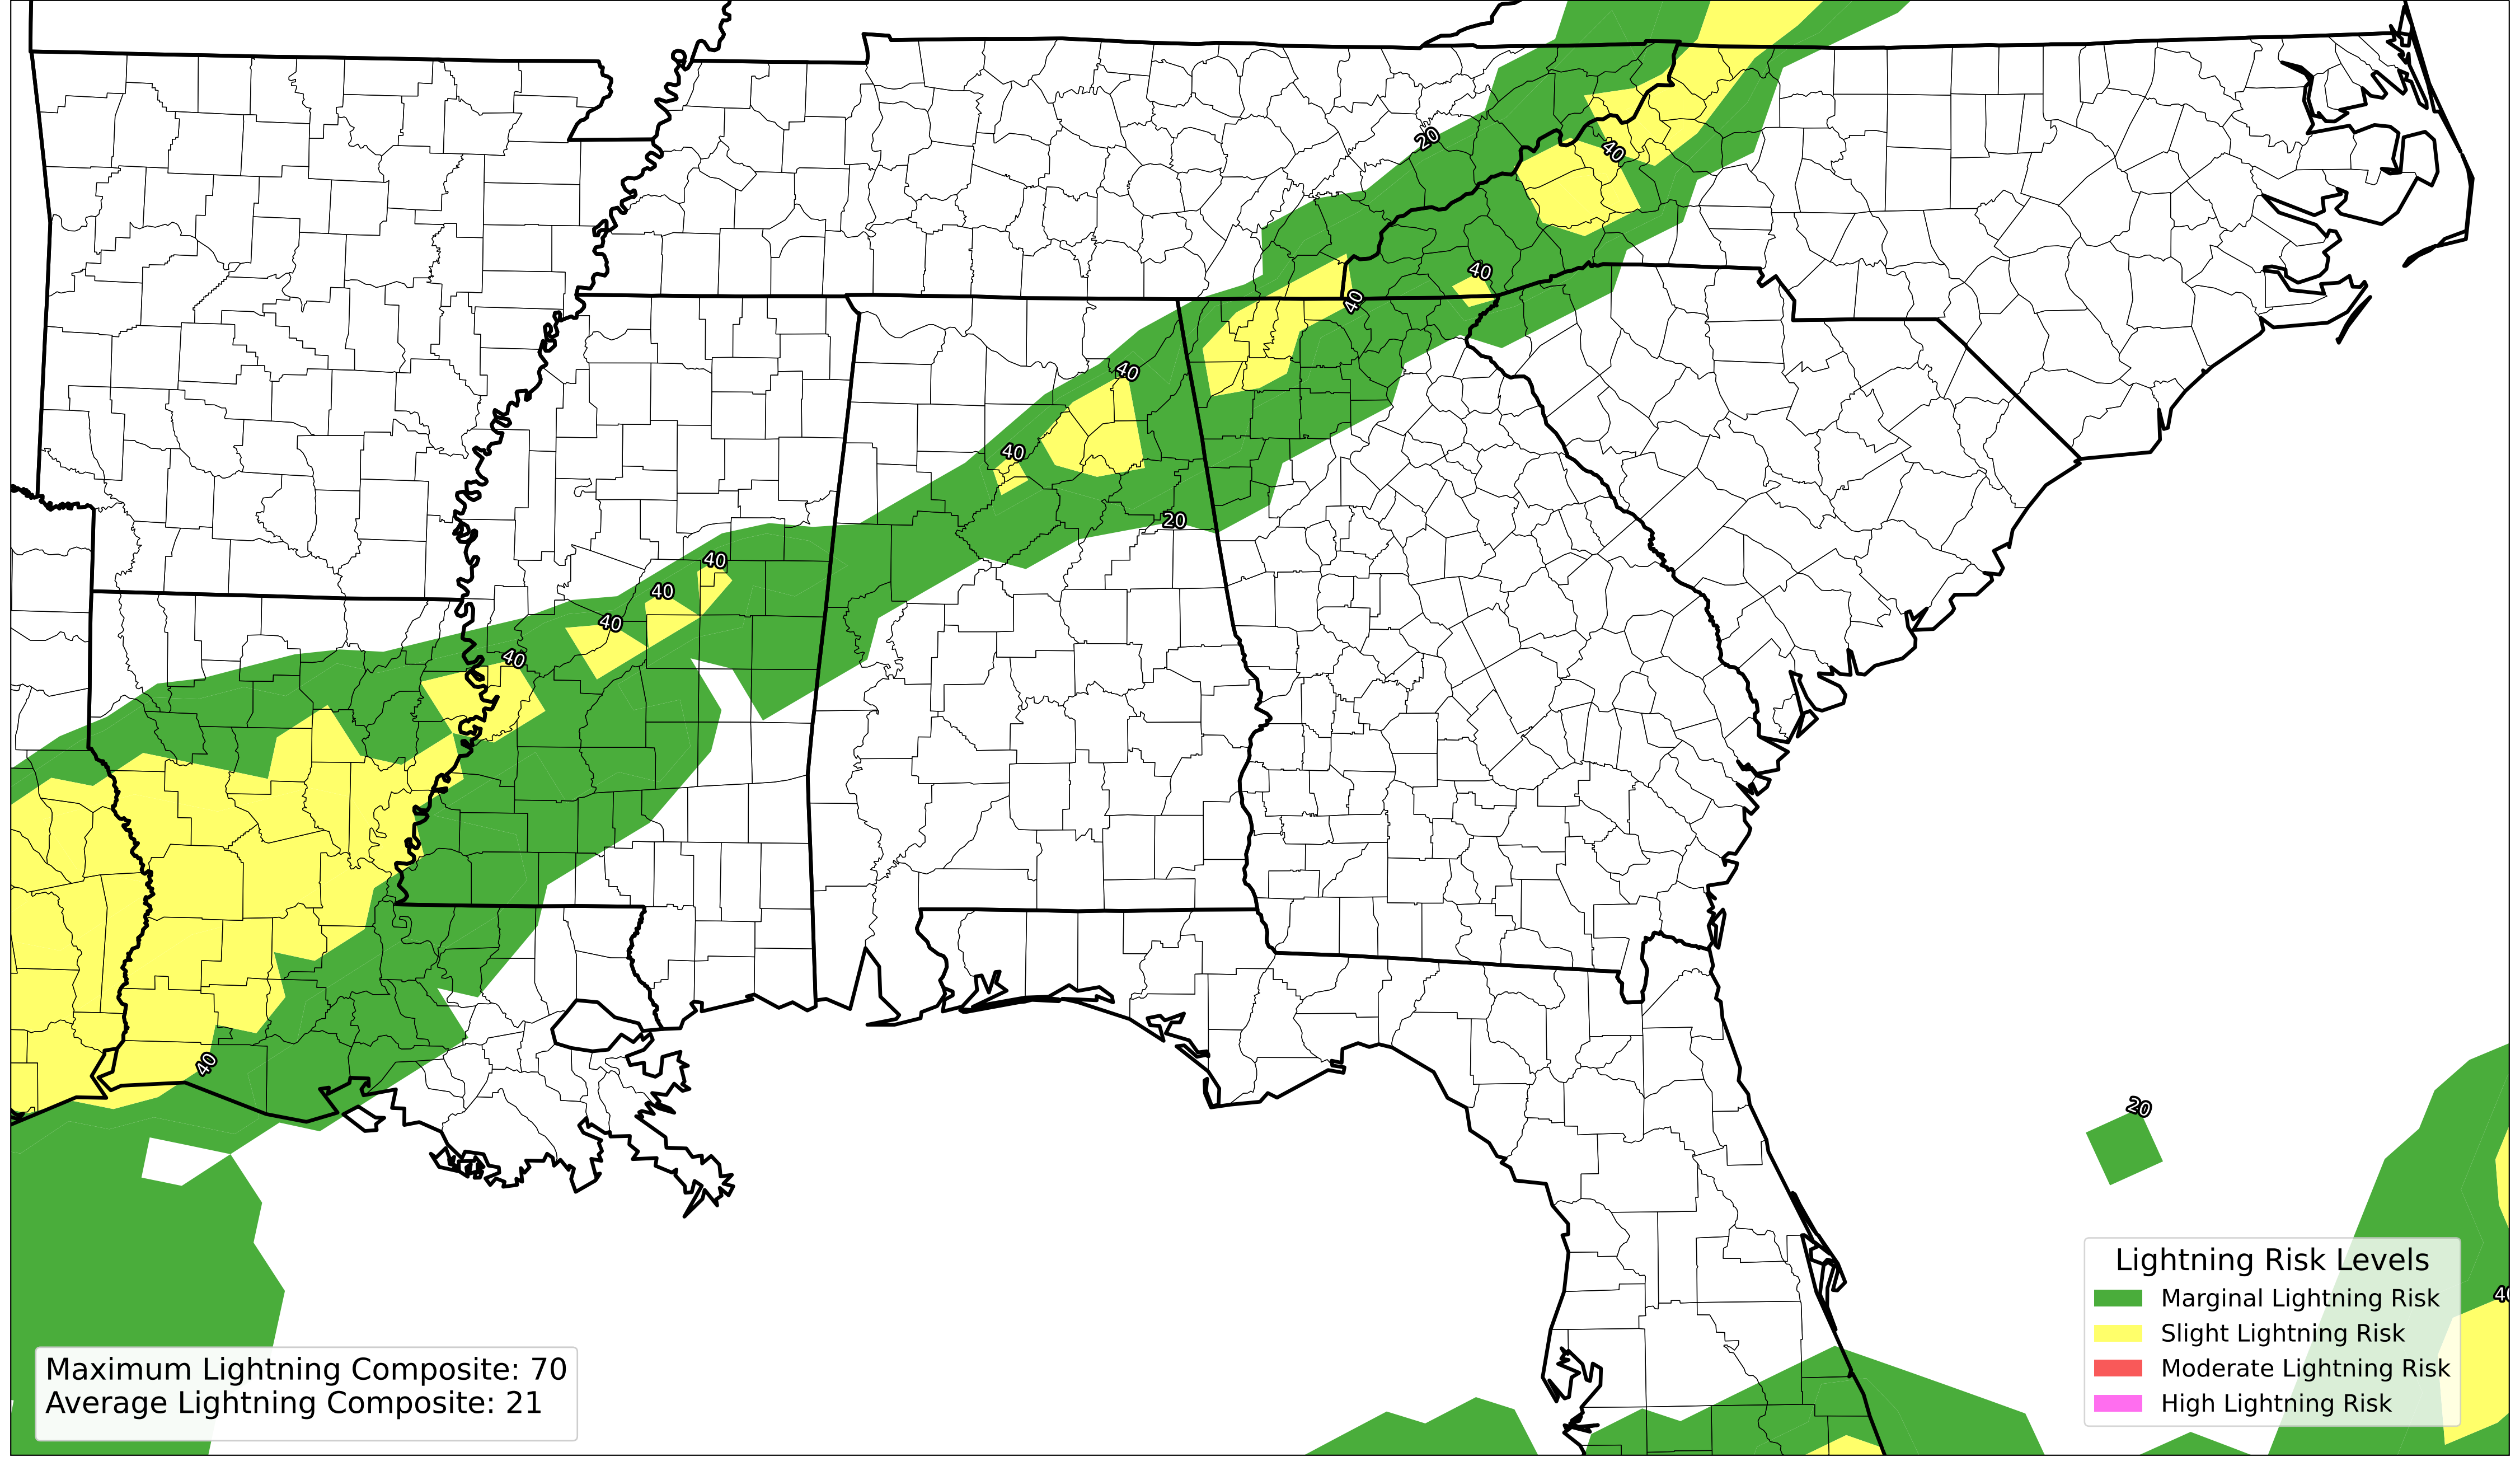 20
40
40
40
40
40
20
40
40
40
40
40
20
40
Lightning Risk Levels
Marginal Lightning Risk
Slight Lightning Risk
Moderate Lightning Risk
High Lightning Risk
Maximum Lightning Composite: 70
Average Lightning Composite: 21